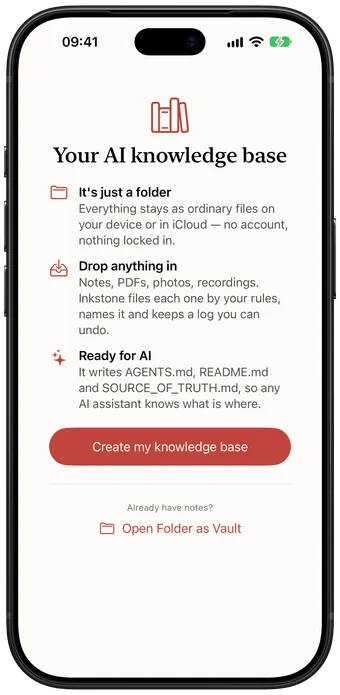 09:41
Your AI knowledge base
It's just a folder
Everything stays as ordinary files on
your device or in iCloud — no account,
nothing locked in.
Drop anything in
Notes, PDFs, photos, recordings.
Inkstone files each one by your rules,
names it and keeps a log you can
undo.
Ready for AI
It writes AGENTS.md, README.md
and SOURCE_OF_TRUTH.md, so any
AI assistant knows what is where.
Create my knowledge base
Already have notes?
Open Folder as Vault